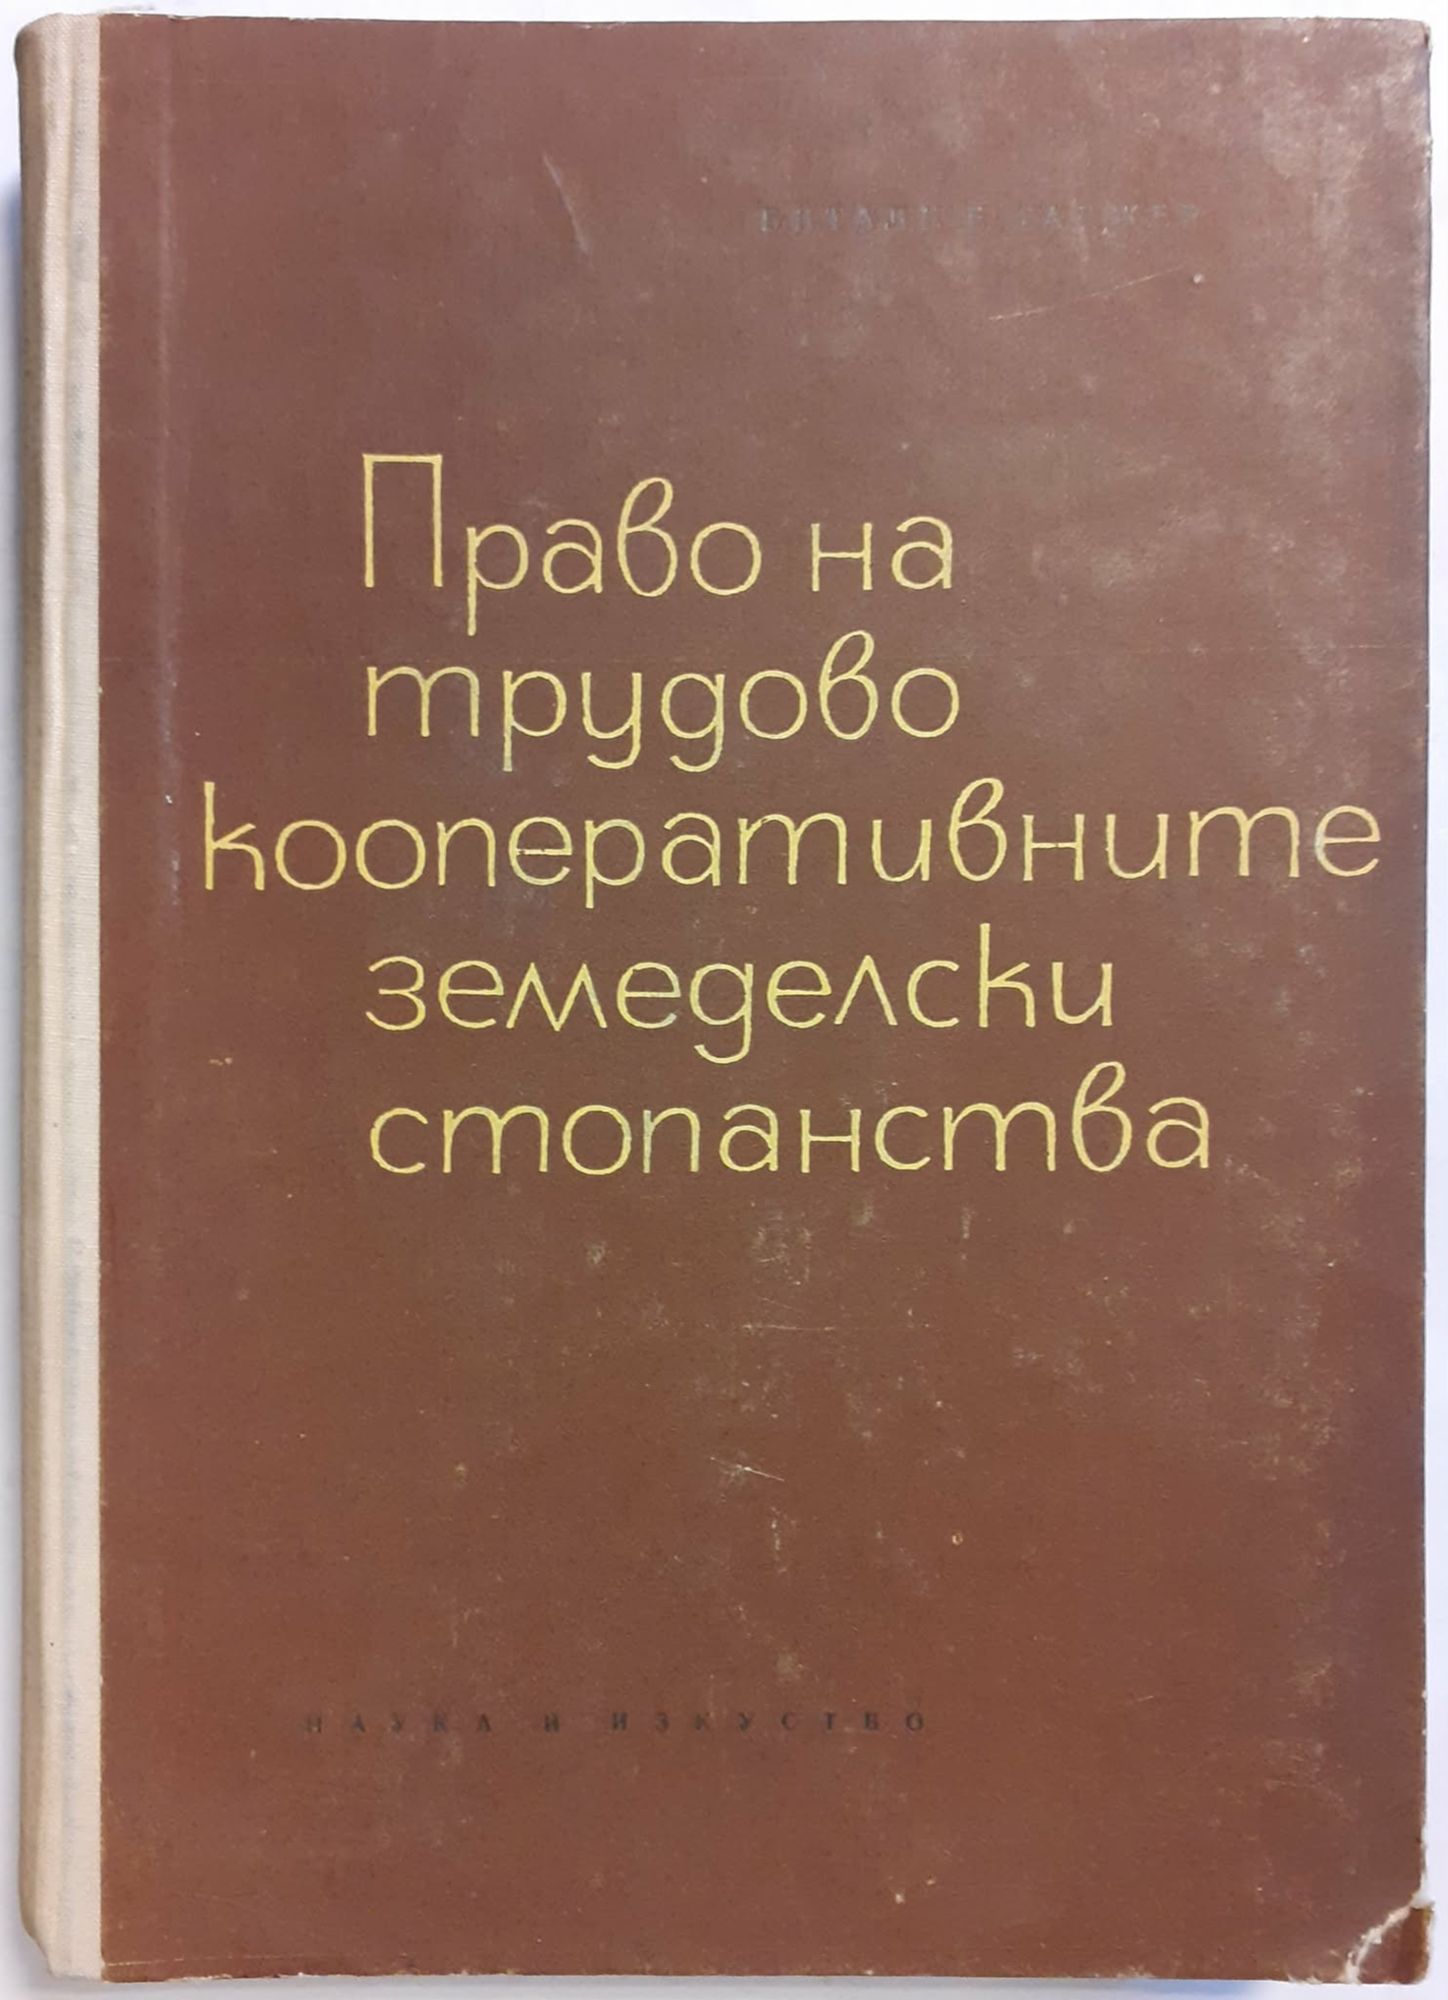 Право на
трудово
кооперативните
земеделски
стопанства
НАУКА И ИЗКУСТВО